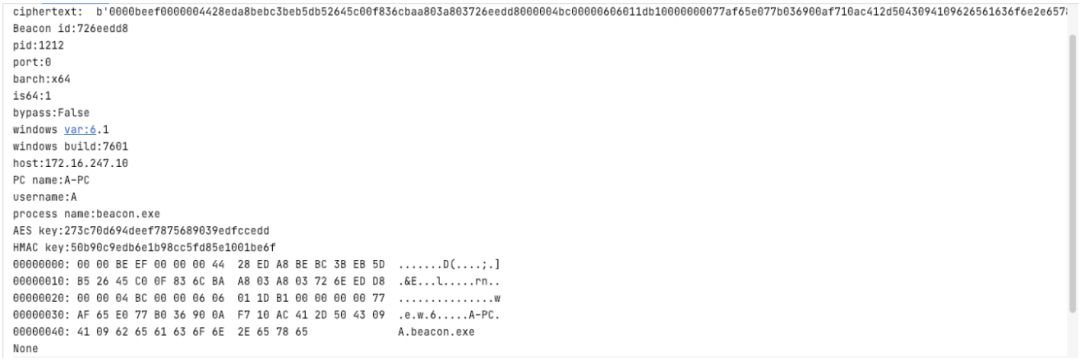 ciphertext:  b'0000beef0000004428eda8bebc3beb5db52645c00f836cbaa803a803726eedd8000004bc00000606011db10000000077af65e077b036900af710ac412d5043094109626561636f6e2e6578
Beacon id:726eedd8
pid:1212
port:0
barch:x64
is64:1
bypass:False
windows var:6.1
windows build:7601
host:172.16.247.10
PC name:A-PC
username:A
process name:beacon.exe
AES key:273c70d694deef7875689039edfccedd
HMAC key:50b90c9edb6e1b98cc5fd85e1001be6f
00000000: 00 00 BE EF 00 00 00 44  28 ED A8 BE BC 3B EB 5D  .......D(....;.]
00000010: B5 26 45 C0 0F 83 6C BA  A8 03 A8 03 72 6E ED D8  .&E...l.....rn..
00000020: 00 00 04 BC 00 00 06 06  01 1D B1 00 00 00 00 77  ...............w
00000030: AF 65 E0 77 B0 36 90 0A  F7 10 AC 41 2D 50 43 09  .e.w.6.....A-PC.
00000040: 41 09 62 65 61 63 6F 6E  2E 65 78 65              A.beacon.exe
None